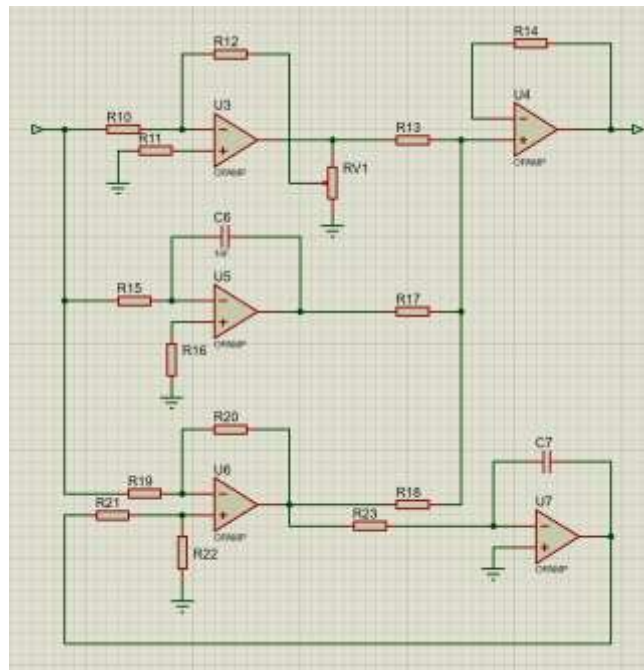 R12
R14
U3
U4
R10
R11
R13
OPAMP
RV1
OPAMP
C6
1uF
U5
R15
R17
R16
OPAMP
R20
C7
U6
R19
R18
R21
R23
U7
R22
OPAMP
OPAMP